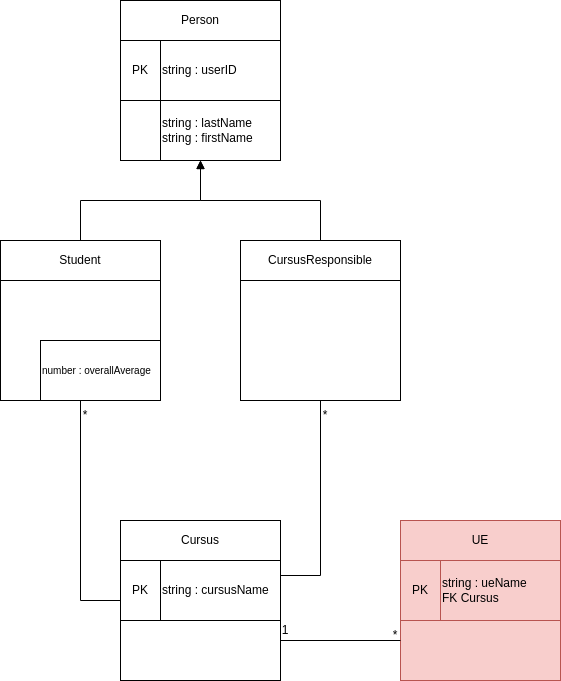 Person
PK
string : userID
string : lastName
string : firstName
Student
CursusResponsible
number : overallAverage
*
*
Cursus
UE
PK
string : cursusName
PK
string : ueName
FK Cursus
1
*